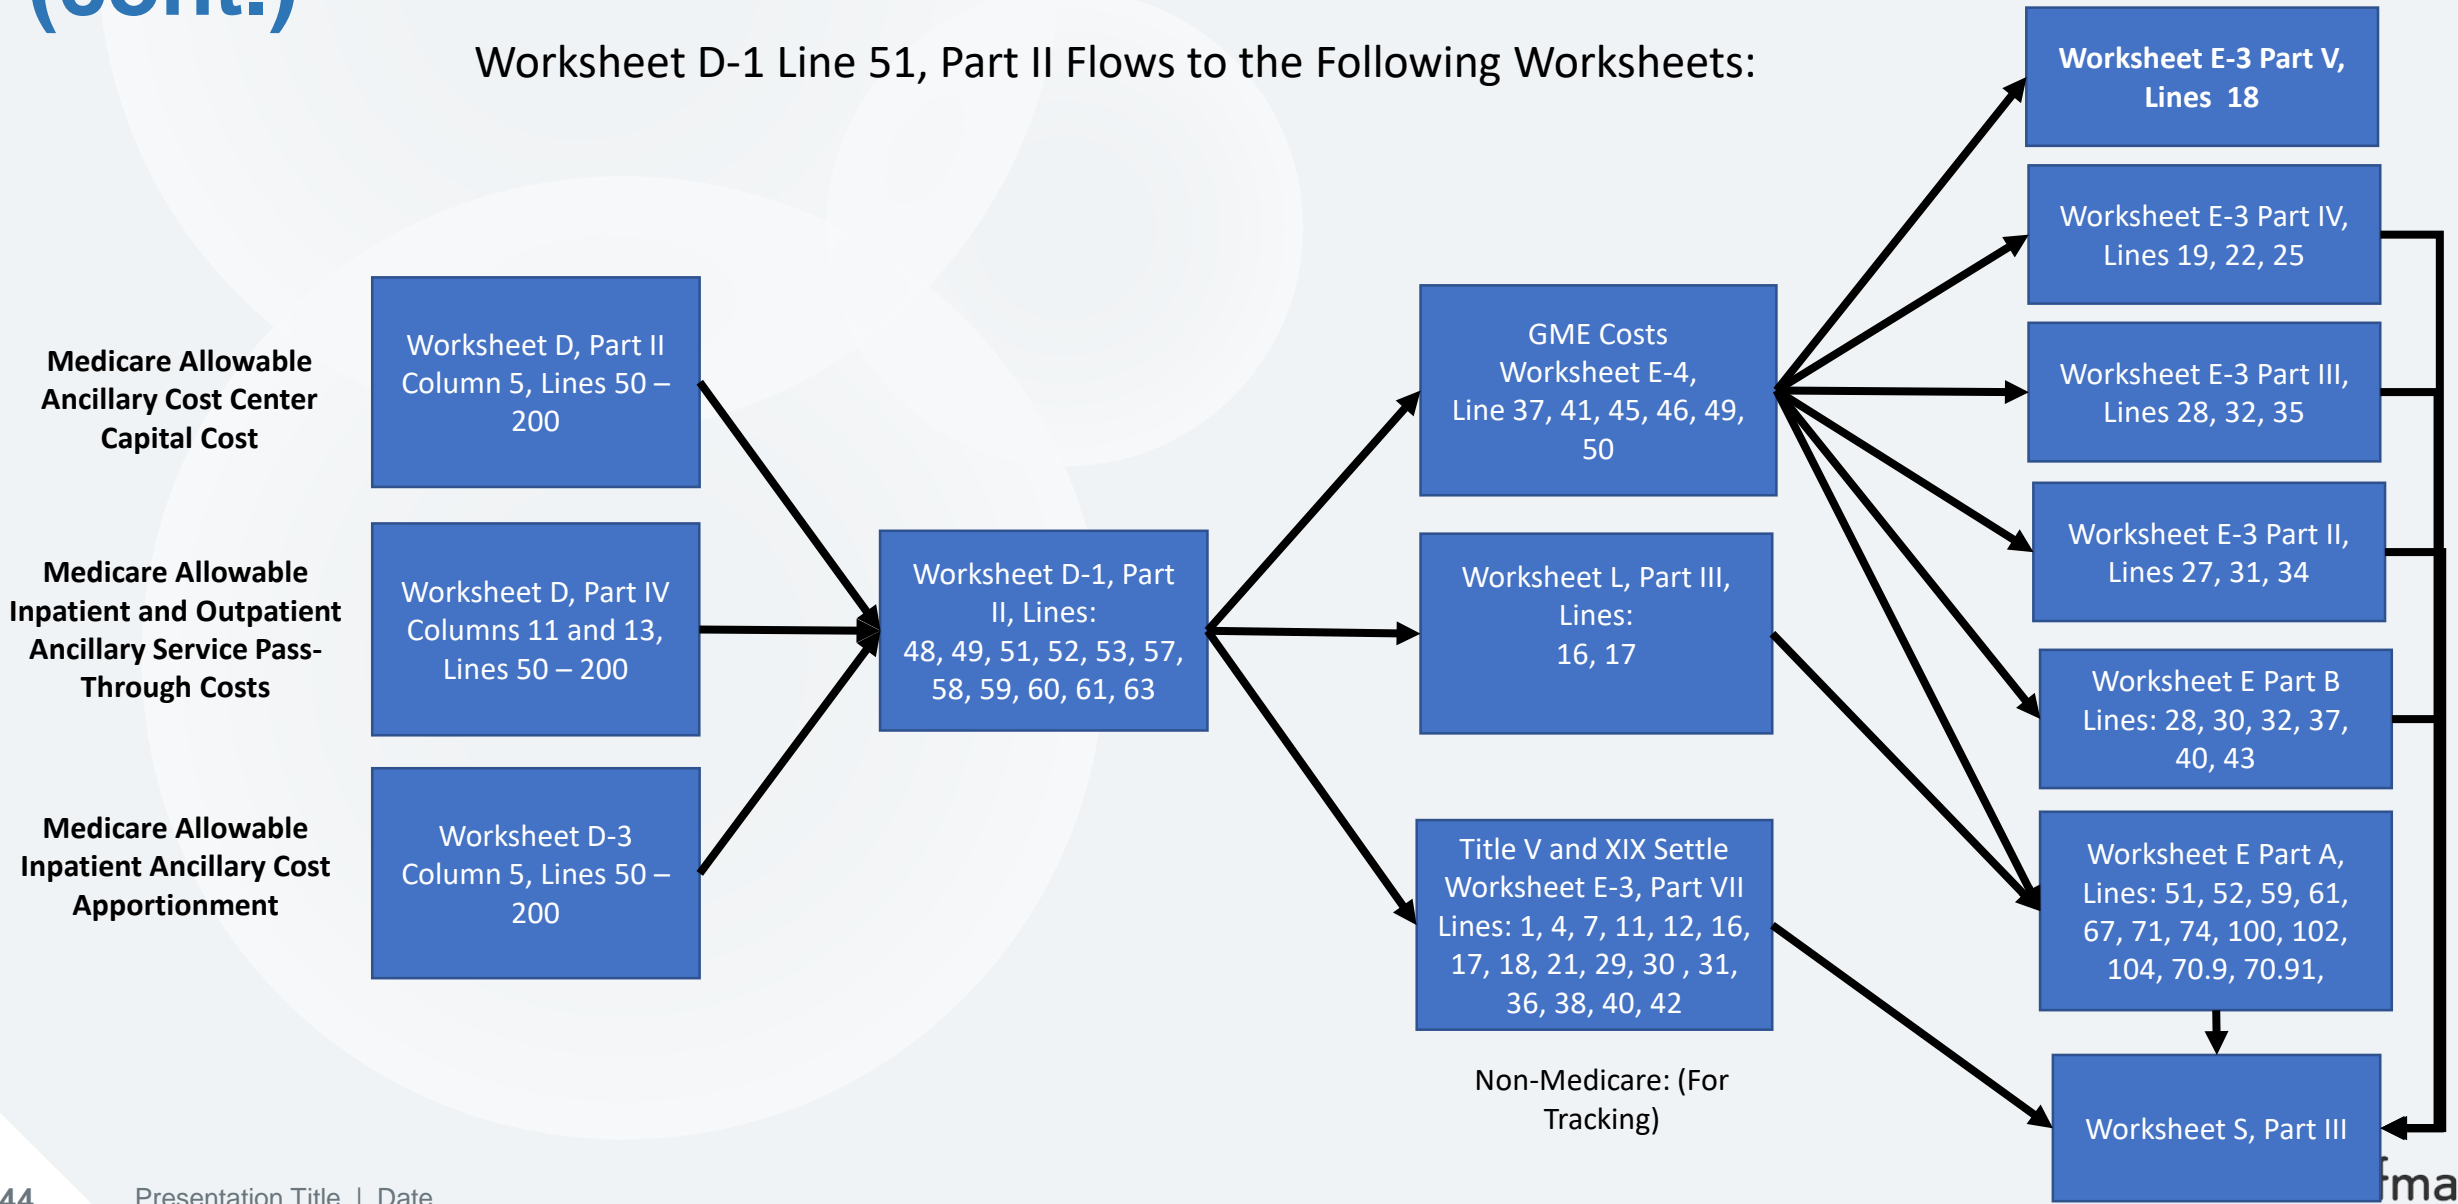 (cont.)
Worksheet D-1 Line 51, Part II Flows to the Following Worksheets:
Medicare Allowable
Ancillary Cost Center
Capital Cost
Medicare Allowable
Inpatient and Outpatient
Ancillary Service Pass-
Through Costs
Medicare Allowable
Inpatient Ancillary Cost
Apportionment
Worksheet D, Part II
Column 5, Lines 50 –
200
Worksheet D, Part IV
Columns 11 and 13,
Lines 50 – 200
Worksheet D-3
Column 5, Lines 50 –
200
Worksheet D-1, Part
II, Lines:
48, 49, 51, 52, 53, 57,
58, 59, 60, 61, 63
GME Costs
Worksheet E-4,
Line 37, 41, 45, 46, 49,
50
Worksheet L, Part III,
Lines:
16, 17
Title V and XIX Settle
Worksheet E-3, Part VII
Lines: 1, 4, 7, 11, 12, 16,
17, 18, 21, 29, 30 , 31,
36, 38, 40, 42
Non-Medicare: (For
Tracking)
Worksheet E-3 Part V,
Lines  18
Worksheet E-3 Part IV,
Lines 19, 22, 25
Worksheet E-3 Part III,
Lines 28, 32, 35
Worksheet E-3 Part II,
Lines 27, 31, 34
Worksheet E Part B
Lines: 28, 30, 32, 37,
40, 43
Worksheet E Part A,
Lines: 51, 52, 59, 61,
67, 71, 74, 100, 102,
104, 70.9, 70.91,
Worksheet S, Part III
44
Presentation Title | Date
fma